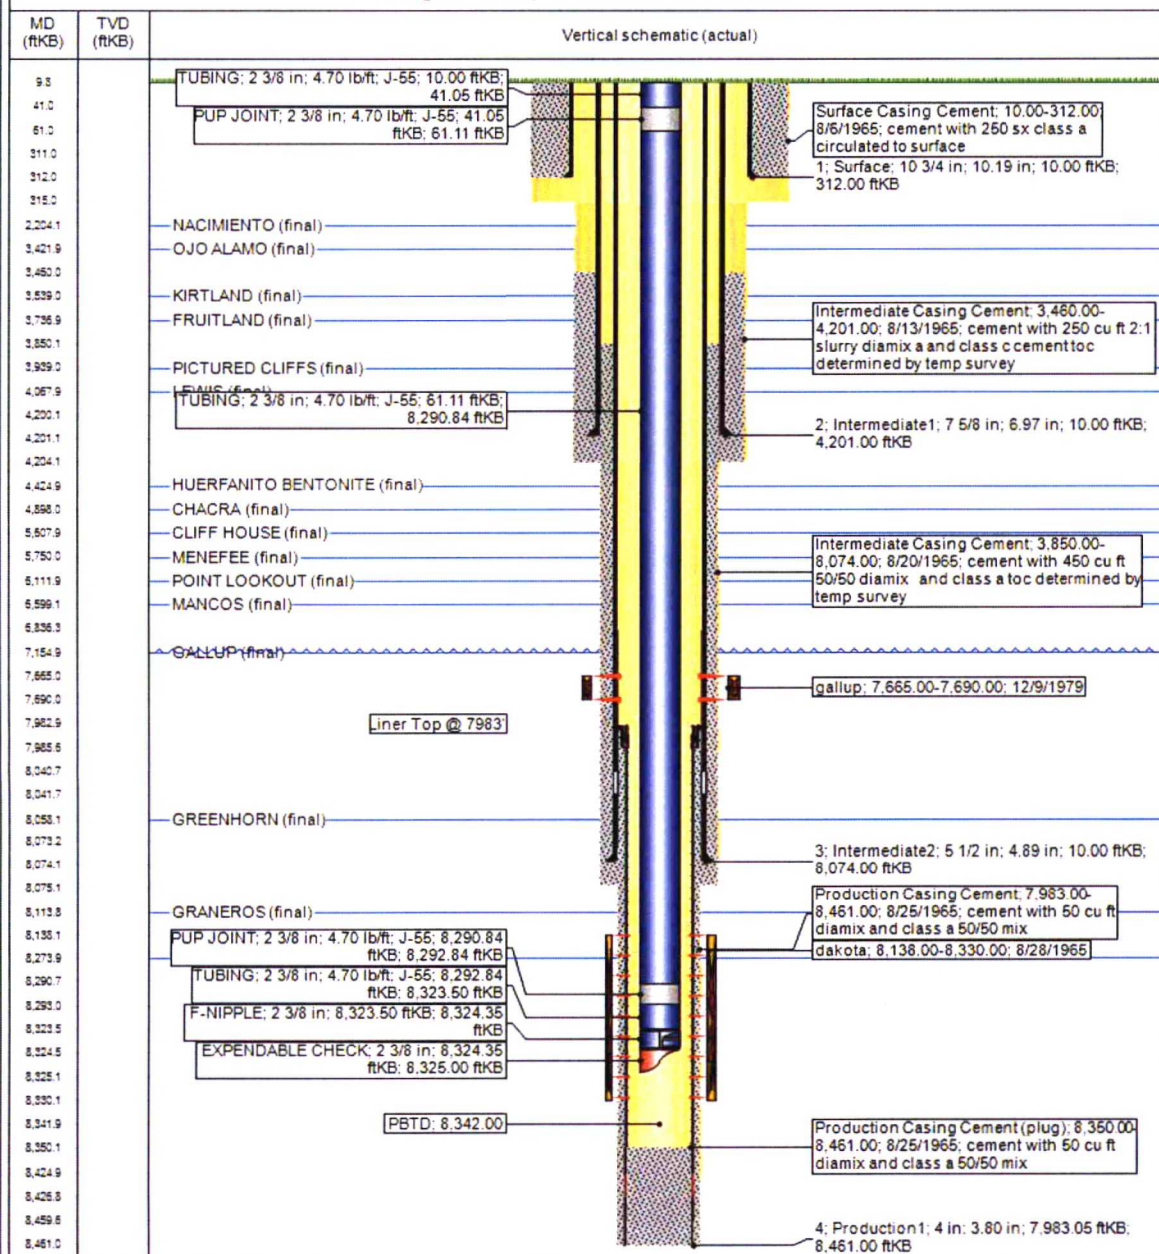 MD (ftKB)
TVD (ftKB)
Vertical schematic (actual)
9.8
41.0
61.0
311.0
312.0
315.0
2,204.1
3,421.9
3,460.0
3,539.0
3,736.9
3,850.1
3,939.0
4,067.9
4,200.1
4,201.1
4,204.1
4,424.9
4,898.0
5,607.9
5,750.0
5,111.9
5,599.1
5,836.3
7,154.9
7,665.0
7,690.0
7,982.9
7,985.6
8,040.7
8,041.7
8,058.1
8,073.2
8,074.1
8,075.1
8,113.8
8,138.1
8,273.9
8,290.7
8,293.0
8,323.5
8,324.5
8,325.1
8,330.1
8,341.9
8,350.1
8,424.9
8,425.8
8,459.6
8,461.0
TUBING; 2 3/8 in; 4.70 lb/ft; J-55; 10.00 ftKB;
41.05 ftKB
PUP JOINT; 2 3/8 in; 4.70 lb/ft; J-55; 41.05
ftKB; 61.11 ftKB
Surface Casing Cement; 10.00-312.00;
8/6/1965; cement with 250 sx class a
circulated to surface
1; Surface; 10 3/4 in; 10.19 in; 10.00 ftKB;
312.00 ftKB
NACIMIENTO (final)
OJO ALAMO (final)
KIRTLAND (final)
FRUITLAND (final)
Intermediate Casing Cement; 3,460.00-
4,201.00; 8/13/1965; cement with 250 cu ft 2:1
slurry diamix a and class c cement toc
determined by temp survey
PICTURED CLIFFS (final)
LEWIS (final)
TUBING; 2 3/8 in; 4.70 lb/ft; J-55; 61.11 ftKB;
8,290.84 ftKB
2; Intermediate1; 7 5/8 in; 6.97 in; 10.00 ftKB;
4,201.00 ftKB
HUERFANITO BENTONITE (final)
CHACRA (final)
CLIFF HOUSE (final)
MENEFEE (final)
POINT LOOKOUT (final)
MANCOS (final)
Intermediate Casing Cement; 3,850.00-
8,074.00; 8/20/1965; cement with 450 cu ft
50/50 diamix and class a toc determined by
temp survey
GALLUP (final)
gallup; 7,665.00-7,690.00; 12/9/1979
Liner Top @ 7983'
GREENHORN (final)
3; Intermediate2; 5 1/2 in; 4.89 in; 10.00 ftKB;
8,074.00 ftKB
GRANEROS (final)
Production Casing Cement; 7,983.00-
8,461.00; 8/25/1965; cement with 50 cu ft
diamix and class a 50/50 mix
dakota; 8,138.00-8,330.00; 8/28/1965
PUP JOINT; 2 3/8 in; 4.70 lb/ft; J-55; 8,290.84
ftKB; 8,292.84 ftKB
TUBING; 2 3/8 in; 4.70 lb/ft; J-55; 8,292.84
ftKB; 8,323.50 ftKB
F-NIPPLE; 2 3/8 in; 8,323.50 ftKB; 8,324.35
ftKB
EXPENDABLE CHECK; 2 3/8 in; 8,324.35
ftKB; 8,325.00 ftKB
PBTD; 8,342.00
Production Casing Cement (plug); 8,350.00-
8,461.00; 8/25/1965; cement with 50 cu ft
diamix and class a 50/50 mix
4; Production1; 4 in; 3.80 in; 7,983.05 ftKB;
8,461.00 ftKB